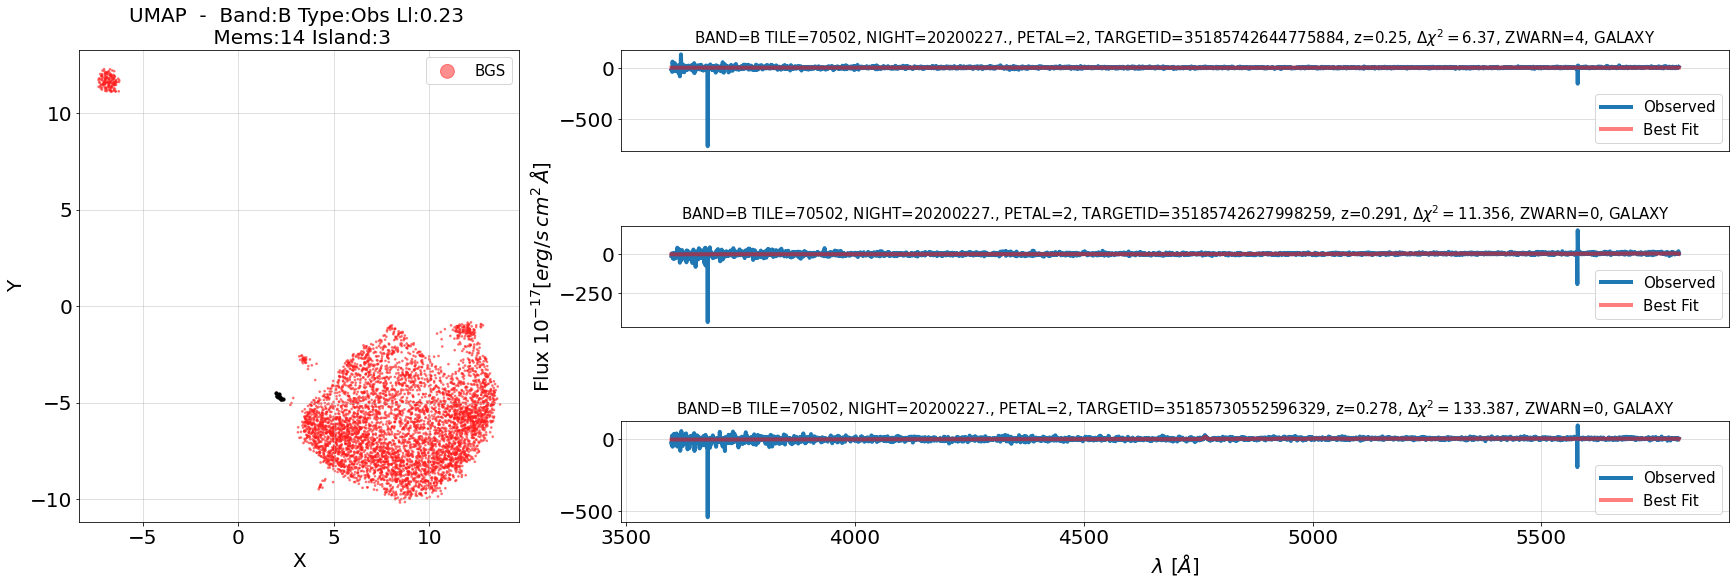 UMAP - Band:B Type:Obs Ll:0.23
Mems:14 Island:3
BGS
10
5
0
−5
−10
Y
−5
0
5
10
X
Flux 10⁻¹⁷[erg/s cm² Å]
BAND=B TILE=70502, NIGHT=20200227., PETAL=2, TARGETID=35185742644775884, z=0.25, Δχ² = 6.37, ZWARN=4, GALAXY
0
−500
Observed
Best Fit
BAND=B TILE=70502, NIGHT=20200227., PETAL=2, TARGETID=35185742627998259, z=0.291, Δχ² = 11.356, ZWARN=0, GALAXY
0
−250
Observed
Best Fit
BAND=B TILE=70502, NIGHT=20200227., PETAL=2, TARGETID=35185730552596329, z=0.278, Δχ² = 133.387, ZWARN=0, GALAXY
0
−500
Observed
Best Fit
3500
4000
4500
5000
5500
λ [Å]